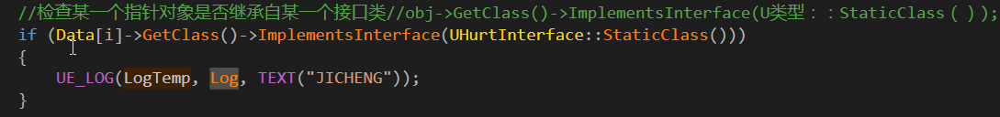 //检查某一个指针对象是否继承自某一个接口类//obj->GetClass()->ImplementsInterface(U类型：：StaticClass（）);
if (Data[i]->GetClass()->ImplementsInterface(UHurtInterface::StaticClass()))
{
UE_LOG(LogTemp, Log, TEXT("JICHENG"));
}